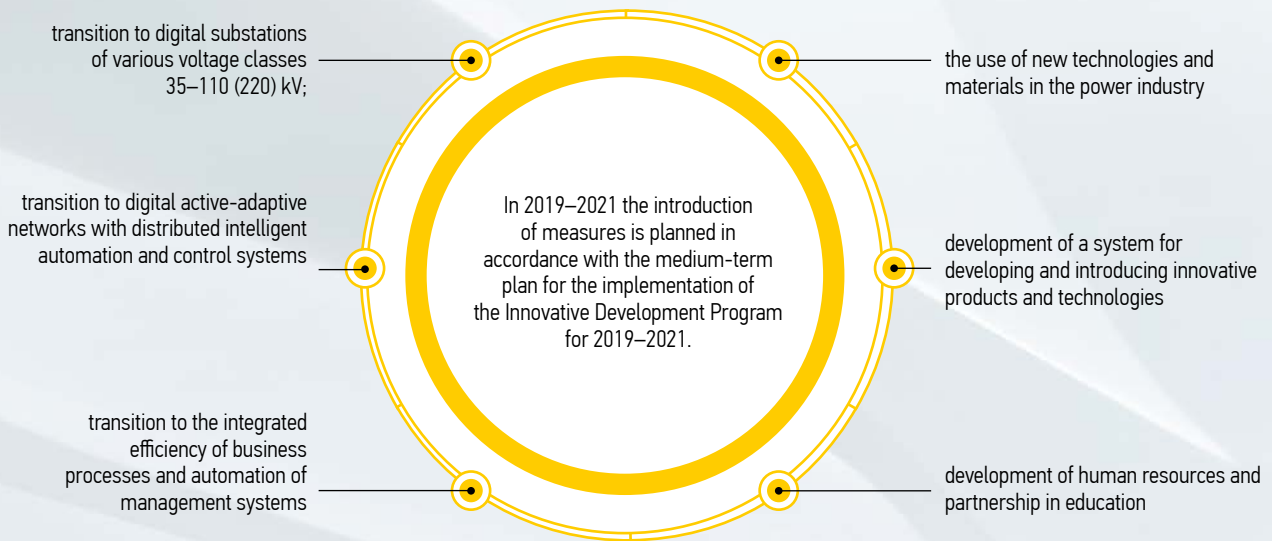 transition to digital substations
of various voltage classes
35–110 (220) kV;
transition to digital active-adaptive
networks with distributed intelligent
automation and control systems
transition to the integrated
efficiency of business
processes and automation of
management systems
In 2019–2021 the introduction
of measures is planned in
accordance with the medium-term
plan for the implementation of
the Innovative Development Program
for 2019–2021.
the use of new technologies and
materials in the power industry
development of a system for
developing and introducing innovative
products and technologies
development of human resources and
partnership in education